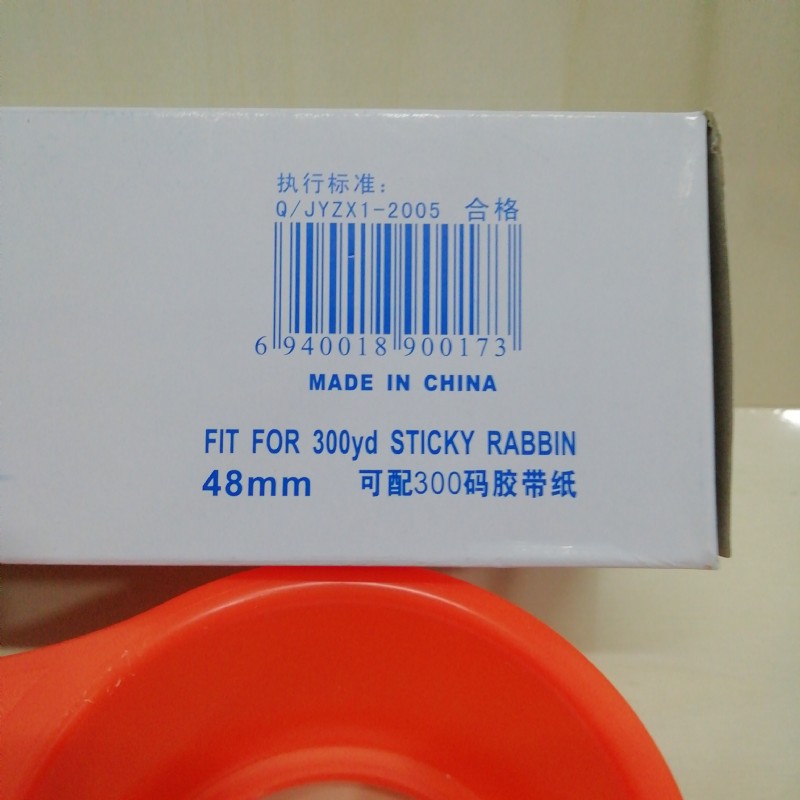 执行标准：
Q/JYZX1-2005 合格
6 940018 900173
MADE IN CHINA
FIT FOR 300yd STICKY RABBIN
48mm 可配300码胶带纸